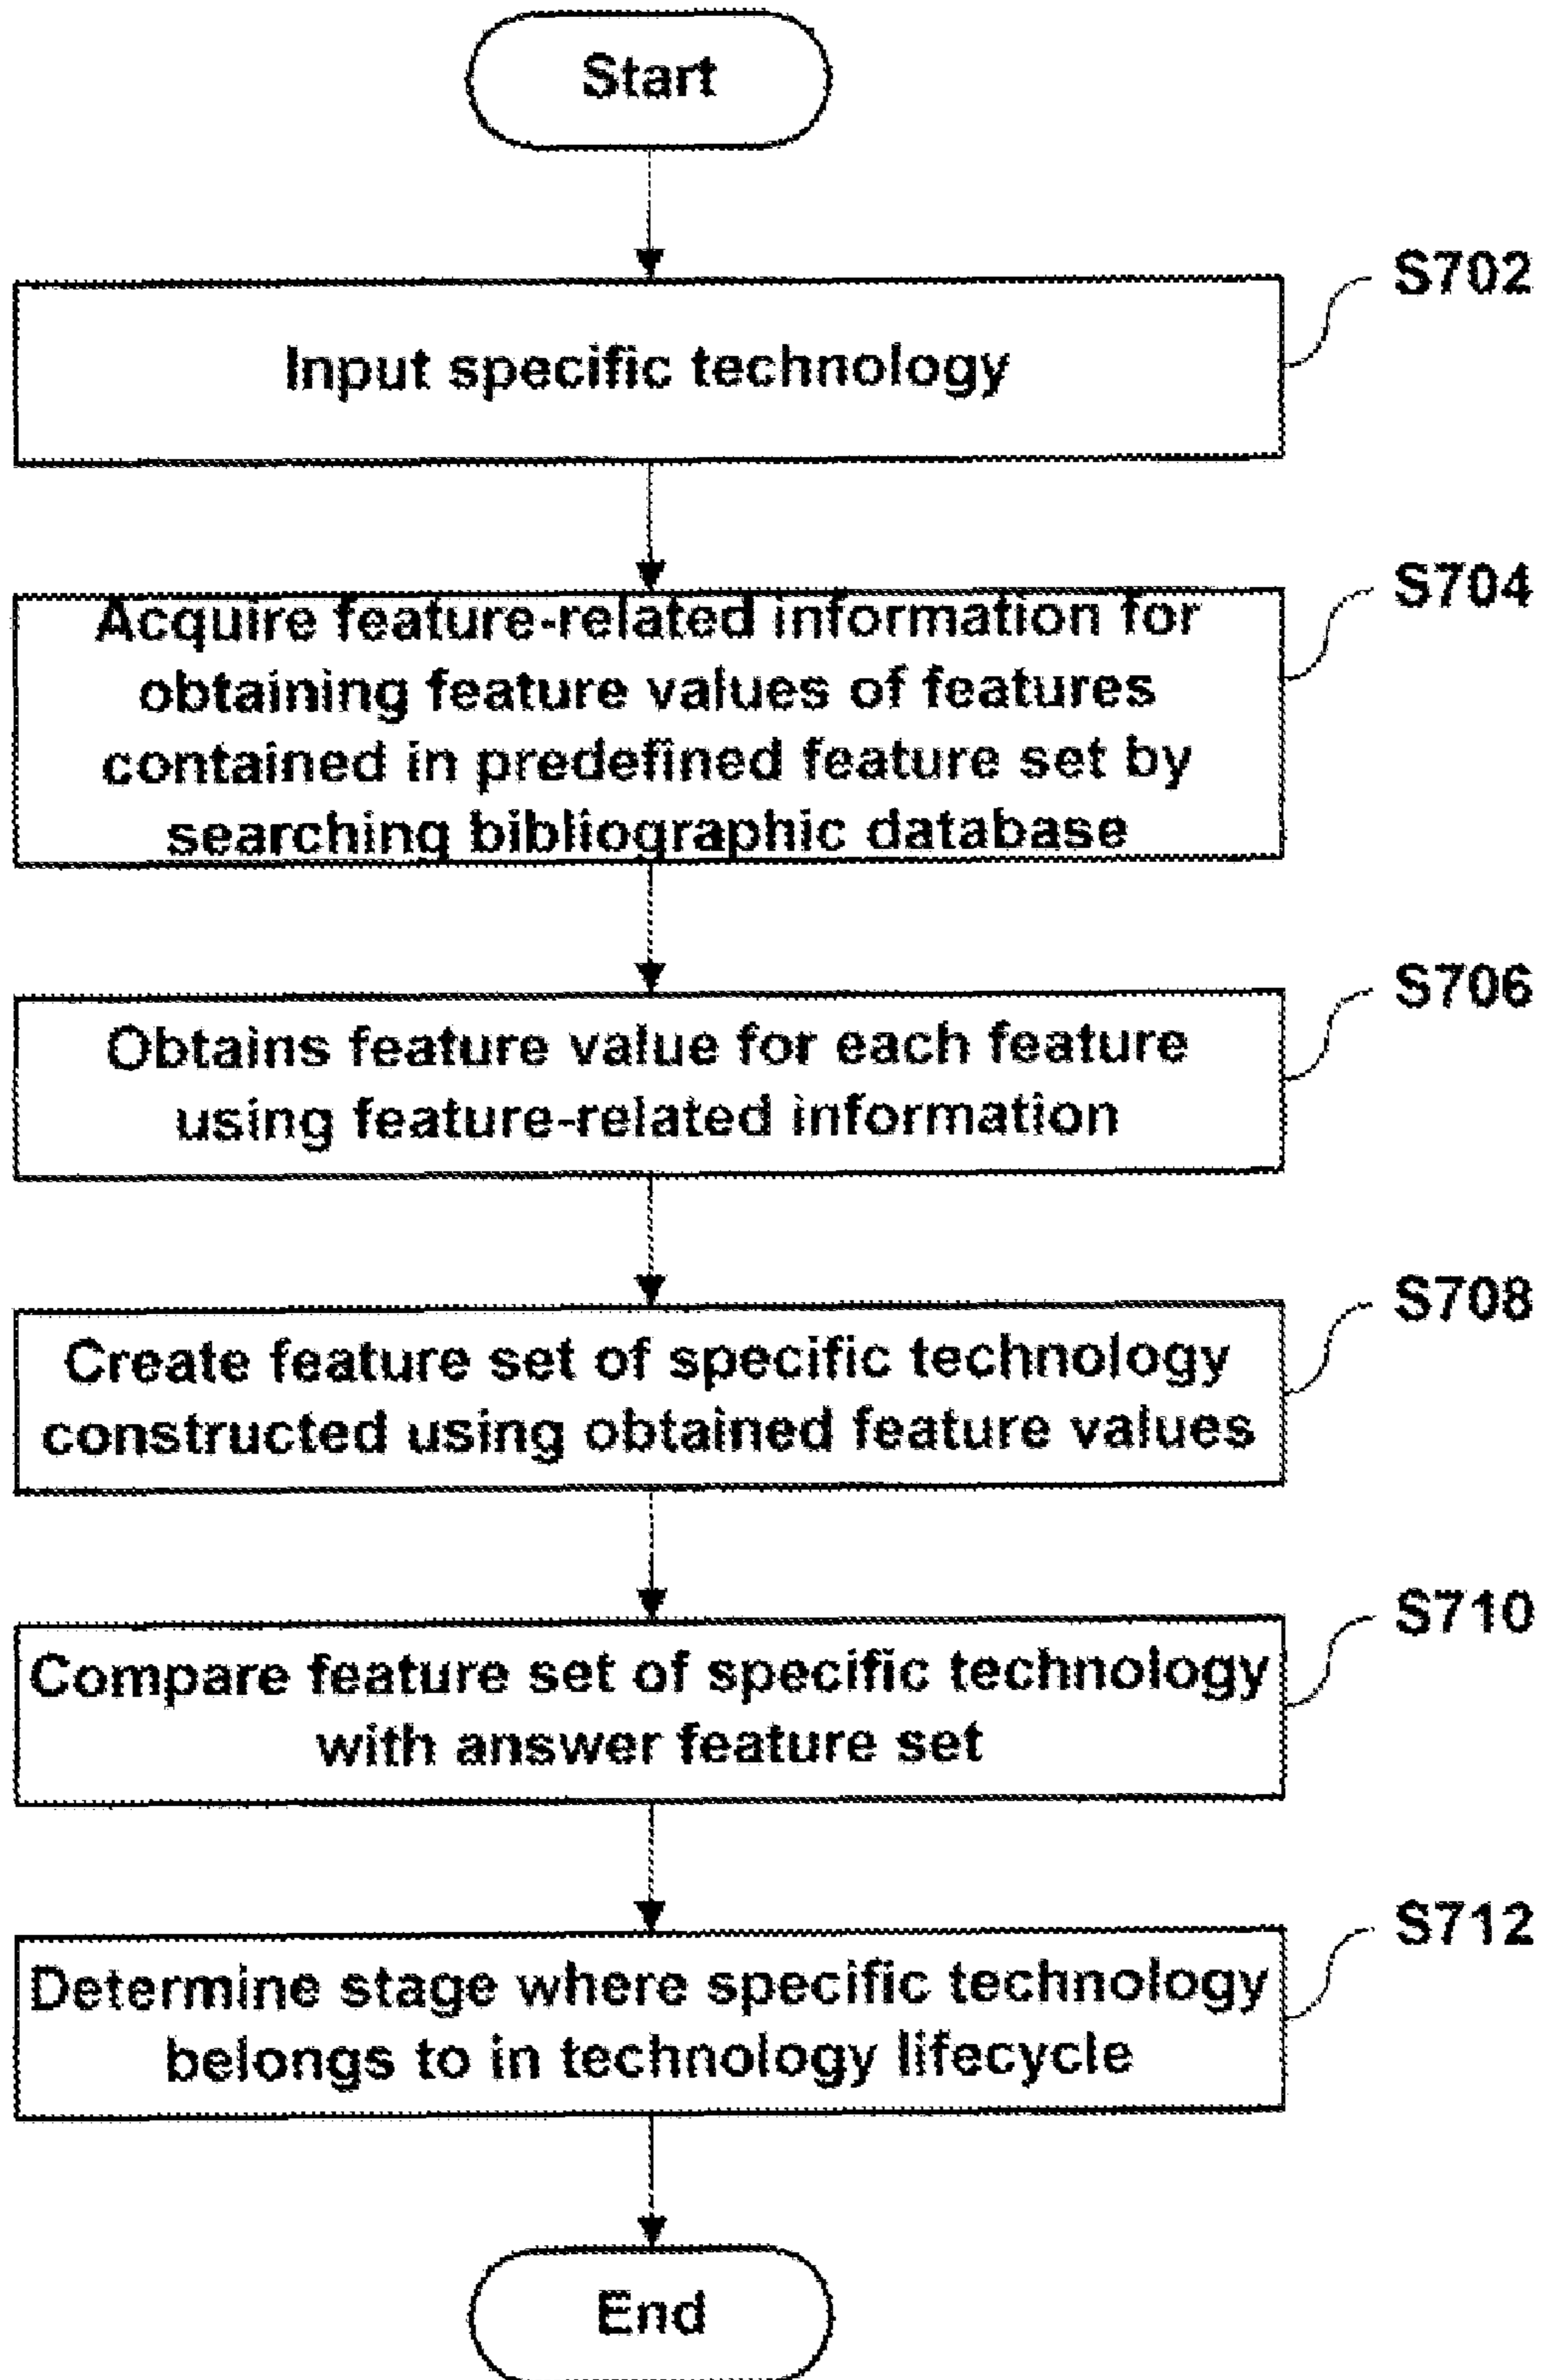 Start
S702
Input specific technology
S704
Acquire feature-related information for
obtaining feature values of features
contained in predefined feature set by
searching bibliographic database
S706
Obtains feature value for each feature
using feature-related information
S708
Create feature set of specific technology
constructed using obtained feature values
S710
Compare feature set of specific technology
with answer feature set
S712
Determine stage where specific technology
belongs to in technology lifecycle
End